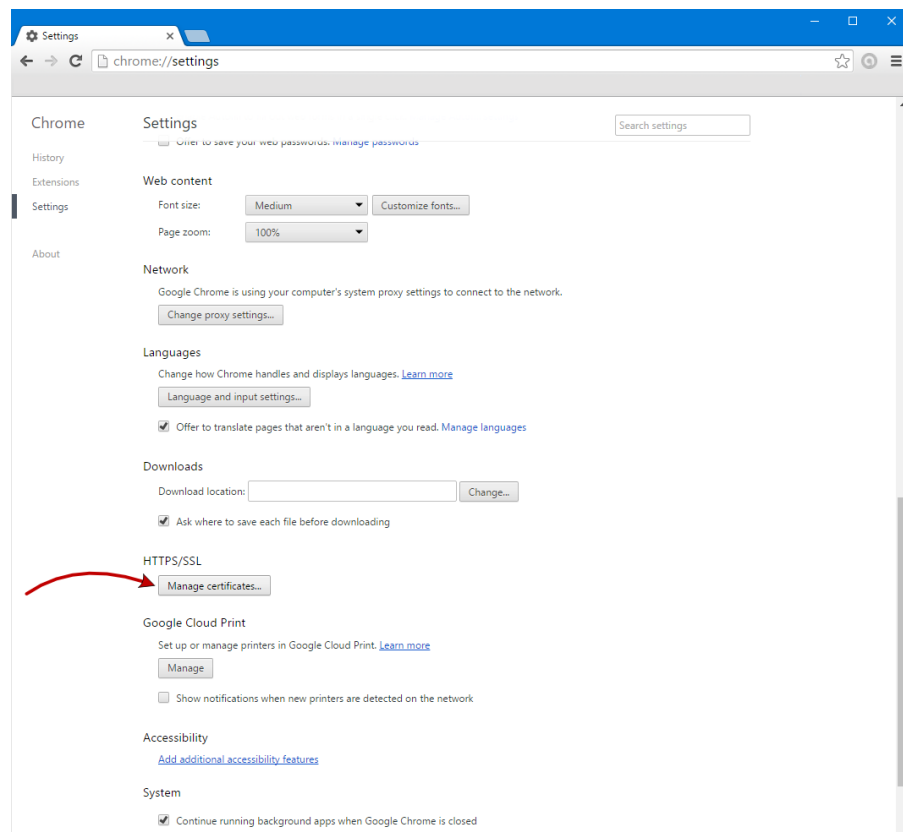 Settings
chrome://settings
Chrome
Settings
Search settings
Offer to save your web passwords. Manage passwords
History
Extensions
Settings
About
Web content
Font size: Medium Customize fonts...
Page zoom: 100%
Network
Google Chrome is using your computer's system proxy settings to connect to the network.
Change proxy settings...
Languages
Change how Chrome handles and displays languages. Learn more
Language and input settings...
Offer to translate pages that aren't in a language you read. Manage languages
Downloads
Download location: Change...
Ask where to save each file before downloading
HTTPS/SSL
Manage certificates...
Google Cloud Print
Set up or manage printers in Google Cloud Print. Learn more
Manage
Show notifications when new printers are detected on the network
Accessibility
Add additional accessibility features
System
Continue running background apps when Google Chrome is closed